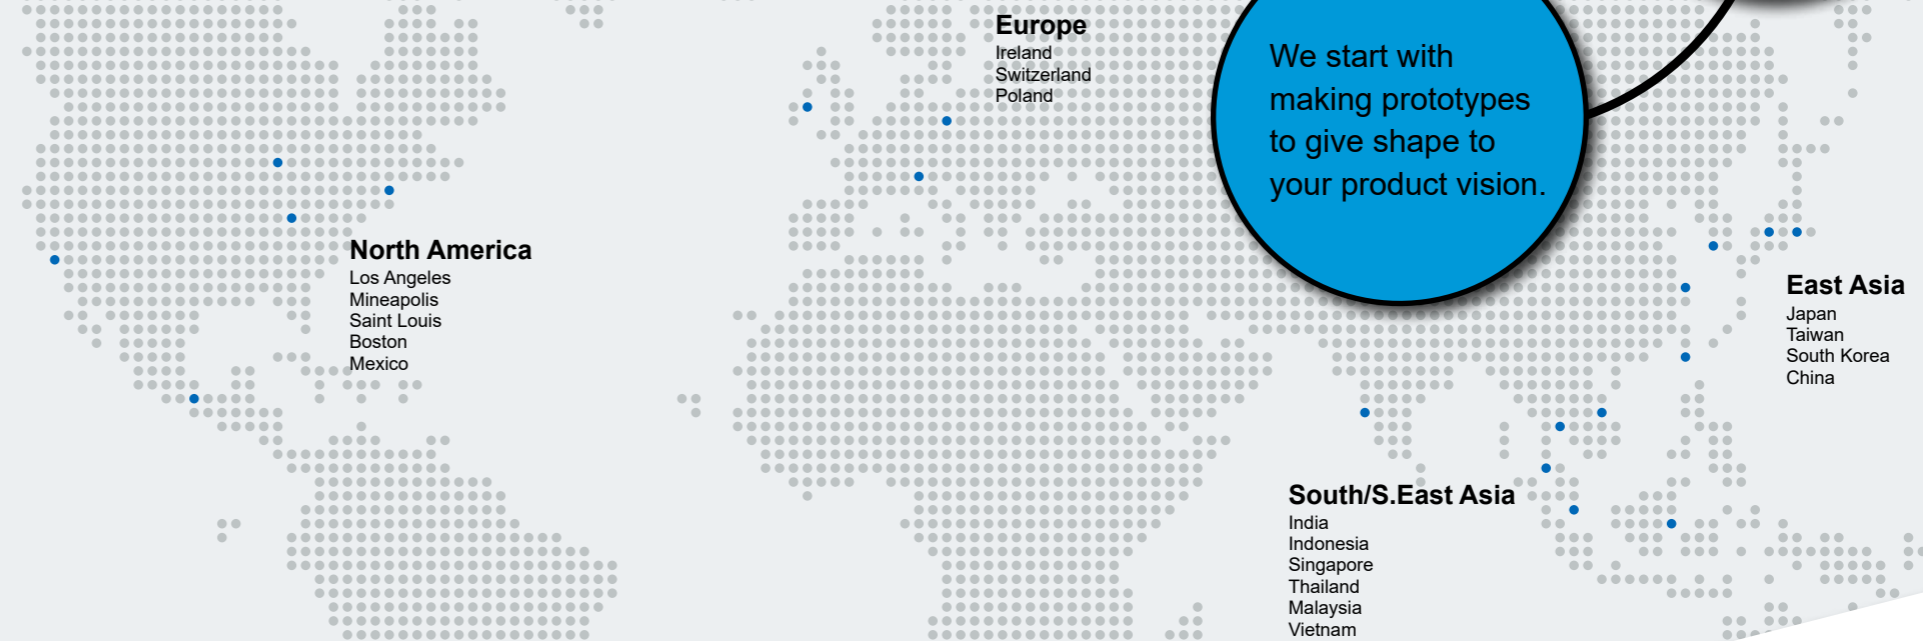 Europe
Ireland
Switzerland
Poland
We start with
making prototypes
to give shape to
your product vision.
North America
Los Angeles
Mineapolis
Saint Louis
Boston
Mexico
East Asia
Japan
Taiwan
South Korea
China
South/S.East Asia
India
Indonesia
Singapore
Thailand
Malaysia
Vietnam